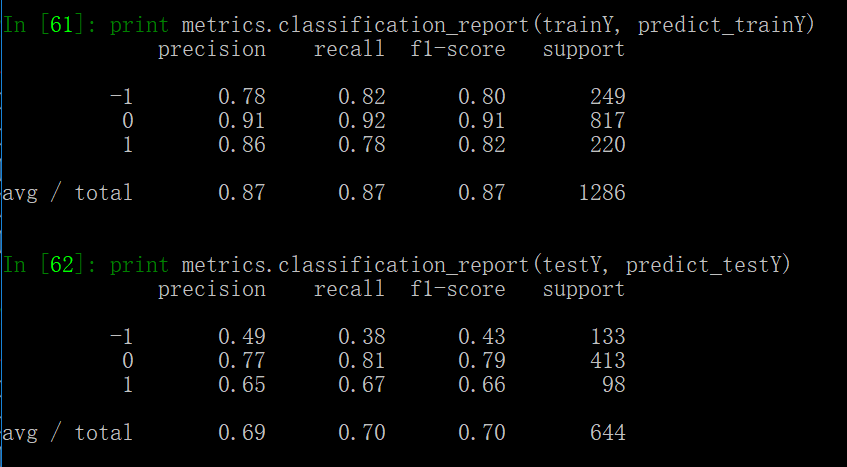 In [61]: print metrics.classification_report(trainY, predict_trainY)
precision recall f1-score support
-1 0.78 0.82 0.80 249
0 0.91 0.92 0.91 817
1 0.86 0.78 0.82 220
avg / total 0.87 0.87 0.87 1286
In [62]: print metrics.classification_report(testY, predict_testY)
precision recall f1-score support
-1 0.49 0.38 0.43 133
0 0.77 0.81 0.79 413
1 0.65 0.67 0.66 98
avg / total 0.69 0.70 0.70 644